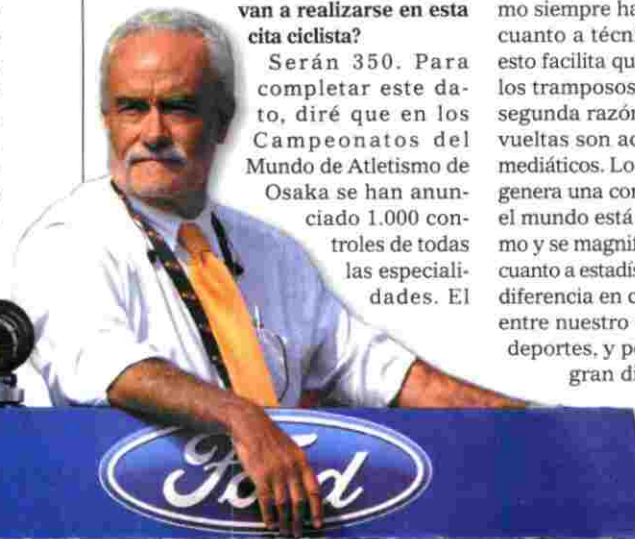 van a realizarse en esta
cita ciclista?
Serán 350. Para
completar este da-
to, diré que en los
Campeonatos del
Mundo de Atletismo de
Osaka se han anun-
ciado 1.000 con-
troles de todas
las especiali-
dades. El
mo siempre ha
cuanto a técni
esto facilita qu
los tramposos
segunda razón
vueltas son ac
mediáticos. Lo
genera una con
el mundo está
mo y se magnif
cuanto a estadís
diferencia en c
entre nuestro
deportes, y p
gran di
Ford